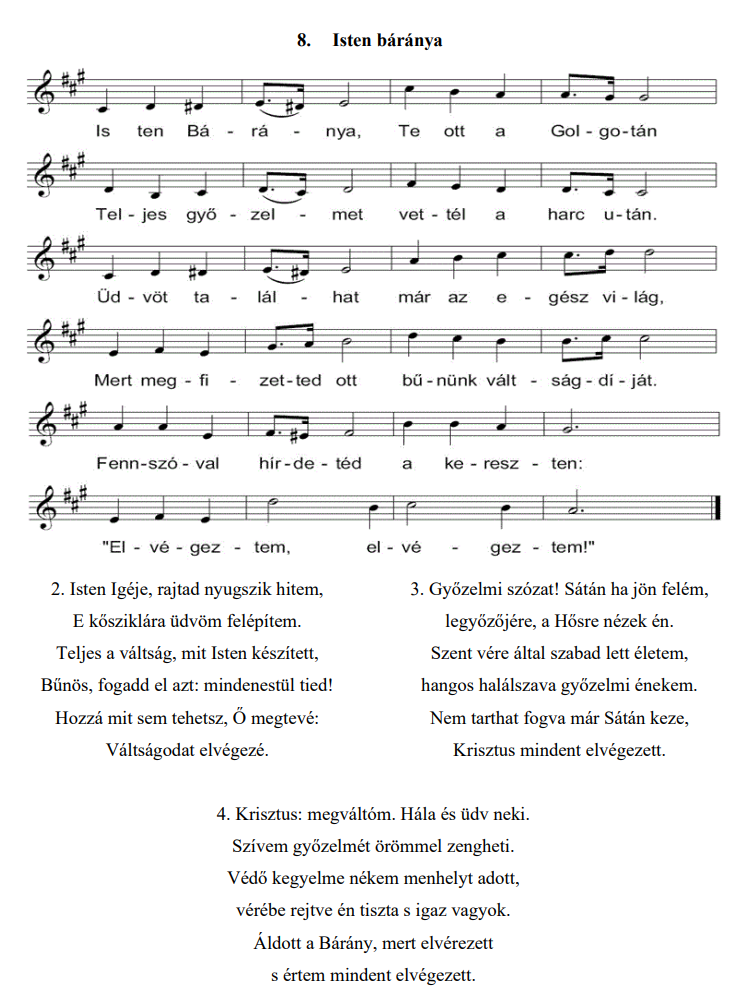 8. Isten báránya
Is ten Bá - rá - nya, Te ott a Gol - go - tán
Tel - jes győ - zel - met vet - tél a harc u - tán.
Üd - vöt ta - lál - hat már az e - gész vi - lág,
Mert meg - fi - zet - ted ott bű - nünk vált - ság - dí - ját.
Fenn - szó - val hír - de - téd a ke - resz - ten:
"El - vé - gez - tem, el - vé - gez - tem!"
2. Isten Igéje, rajtad nyugszik hitem,
E kősziklára üdvöm felépítem.
Teljes a váltság, mit Isten készített,
Bűnös, fogadd el azt: mindenestül tied!
Hozzá mit sem tehetsz, Ő megtevé:
Váltságodat elvégezé.
3. Győzelmi szózat! Sátán ha jön felém,
legyőzőjére, a Hősre nézek én.
Szent vére által szabad lett életem,
hangos halálszava győzelmi énekem.
Nem tarthat fogva már Sátán keze,
Krisztus mindent elvégezett.
4. Krisztus: megváltóm. Hála és üdv neki.
Szívem győzelmét örömmel zengheti.
Védő kegyelme nékem menhelyt adott,
vérébe rejtve én tiszta s igaz vagyok.
Áldott a Bárány, mert elvérezett
s értem mindent elvégezett.